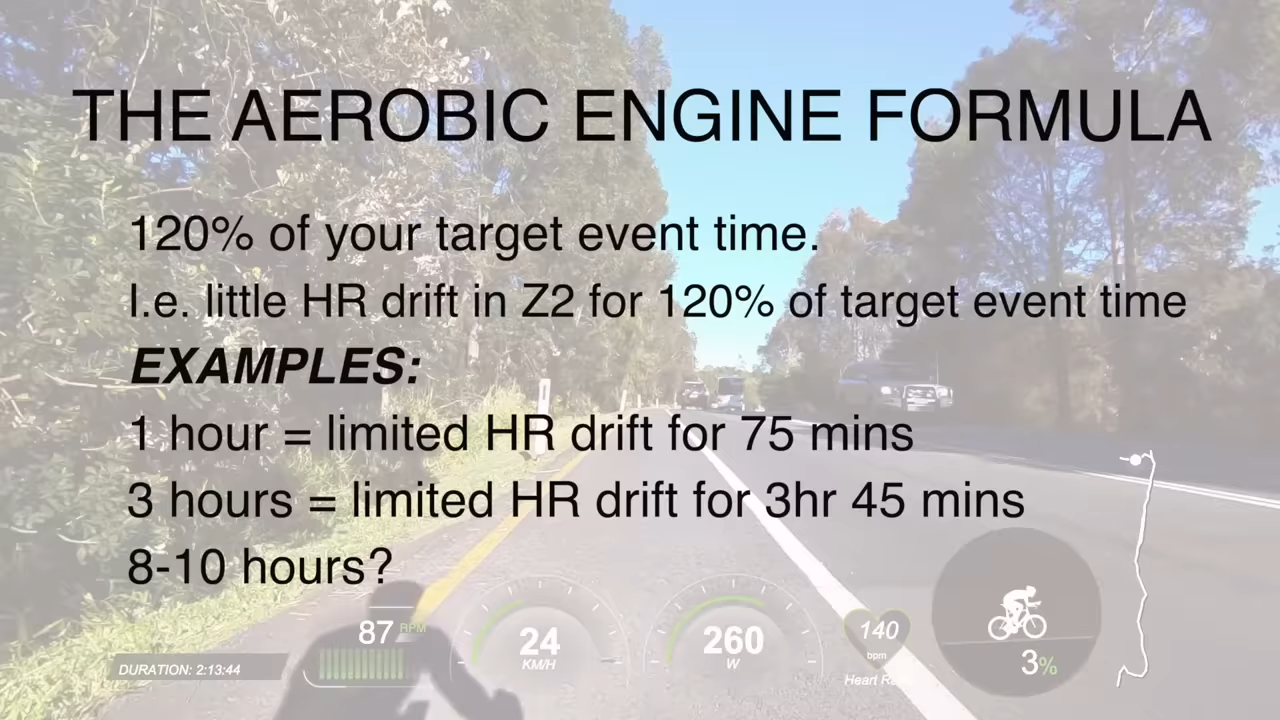 THE AEROBIC ENGINE FORMULA
120% of your target event time.
I.e. little HR drift in Z2 for 120% of target event time
EXAMPLES:
1 hour = limited HR drift for 75 mins
3 hours = limited HR drift for 3hr 45 mins
8-10 hours?
87 RPM
24
KM/H
260
W
140
bpm
Heart
3%
DURATION: 2:13:44